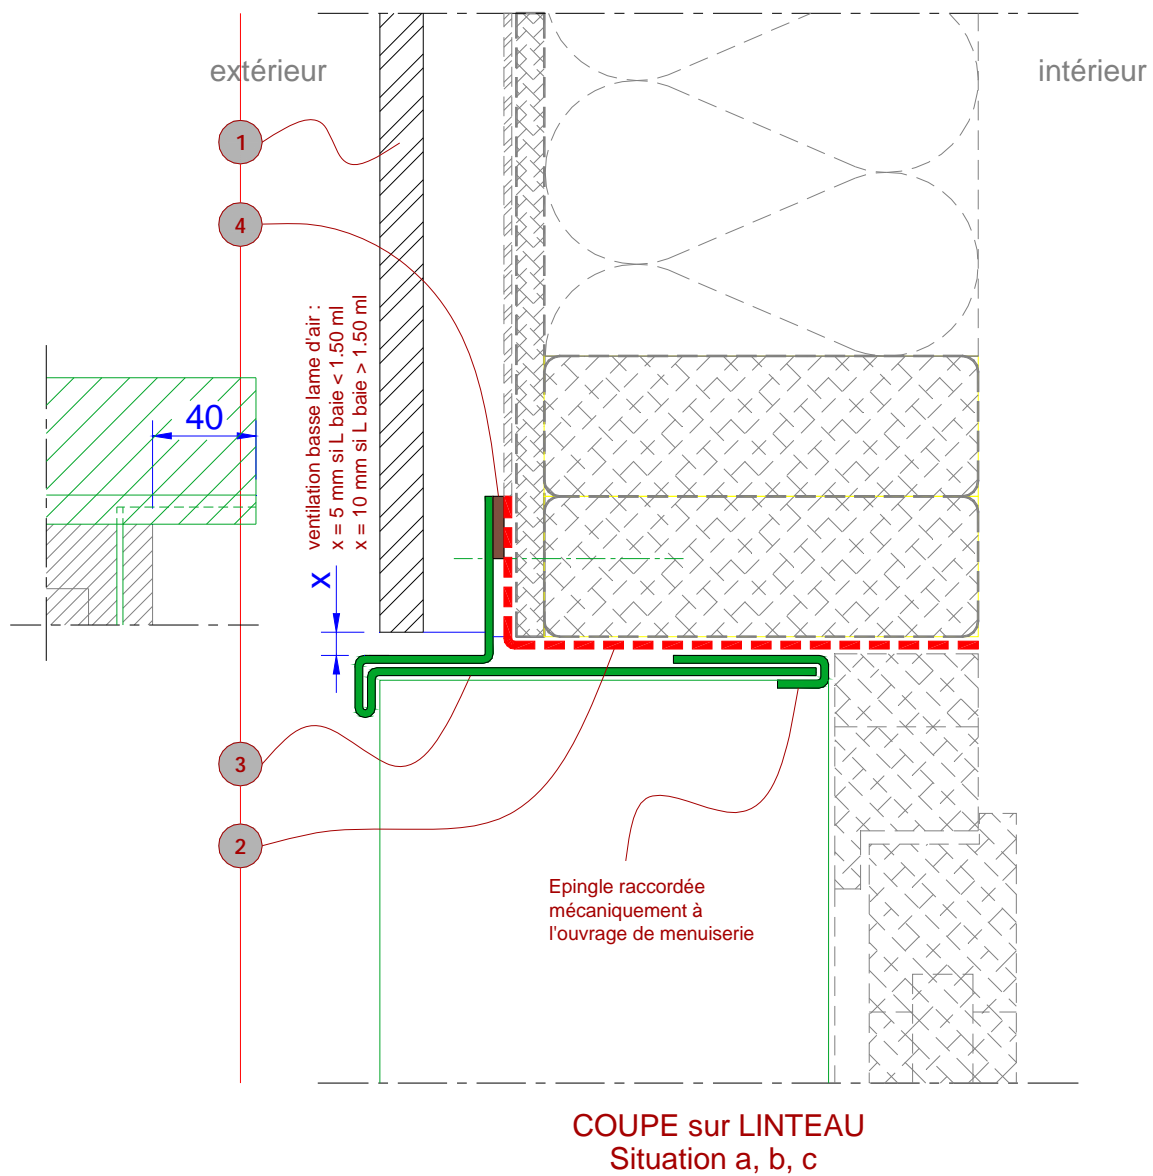 extérieur
intérieur
1
4
ventilation basse lame d'air :
x = 5 mm si L baie < 1.50 ml
x = 10 mm si L baie > 1.50 ml
40
X
3
2
Epingle raccordée
mécaniquement à
l'ouvrage de menuiserie
COUPE sur LINTEAU
Situation a, b, c